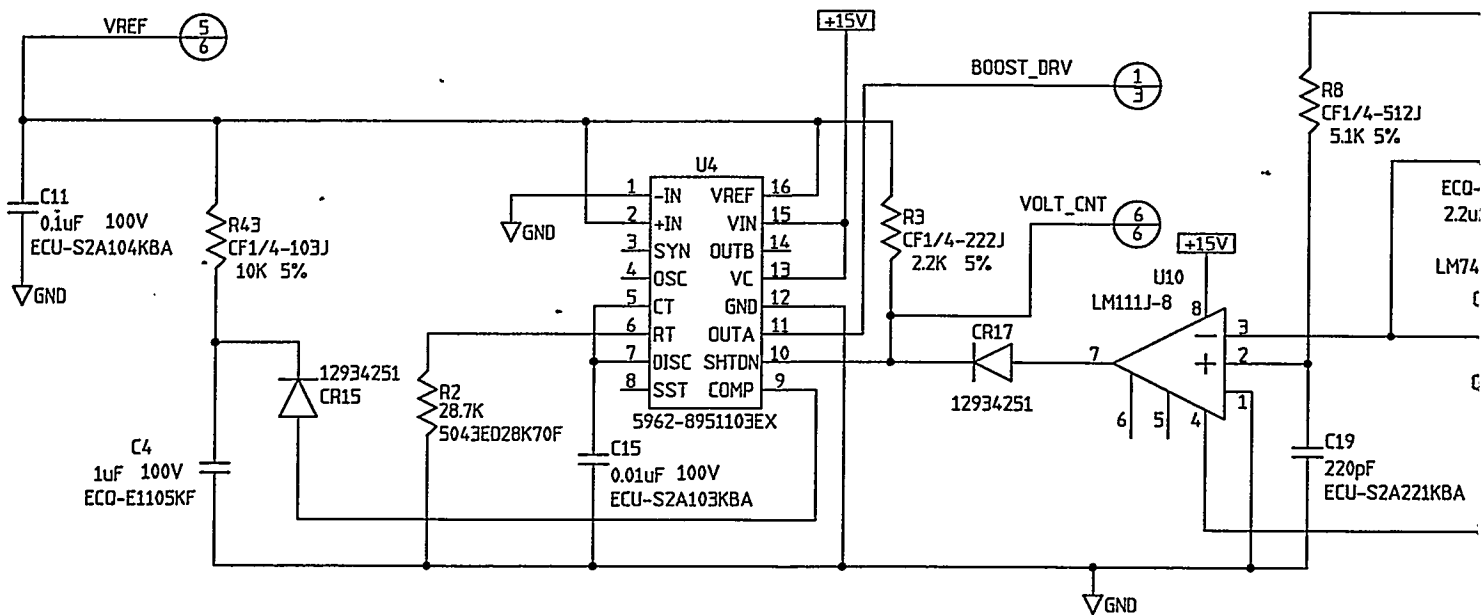 VREF
5
6
+15V
BOOST_DRV
1
3
R8
CF1/4-512J
5.1K 5%
C11
0.1uF 100V
ECU-S2A104KBA
GND
R43
CF1/4-103J
10K 5%
GND
U4
1 -IN VREF 16
2 +IN VIN 15
3 SYN OUTB 14
4 OSC VC 13
5 CT GND 12
6 RT OUTA 11
7 DISC SHTDN 10
8 SST COMP 9
5962-8951103EX
R3
CF1/4-222J
2.2K 5%
VOLT_CNT
6
6
+15V
U10
LM111J-8
8
3
2
1
7
6
5
4
ECQ-
2.2u
LM74
CR17
12934251
12934251
CR15
R2
28.7K
5043ED28K70F
C4
1uF 100V
ECQ-E1105KF
C15
0.01uF 100V
ECU-S2A103KBA
C19
220pF
ECU-S2A221KBA
GND